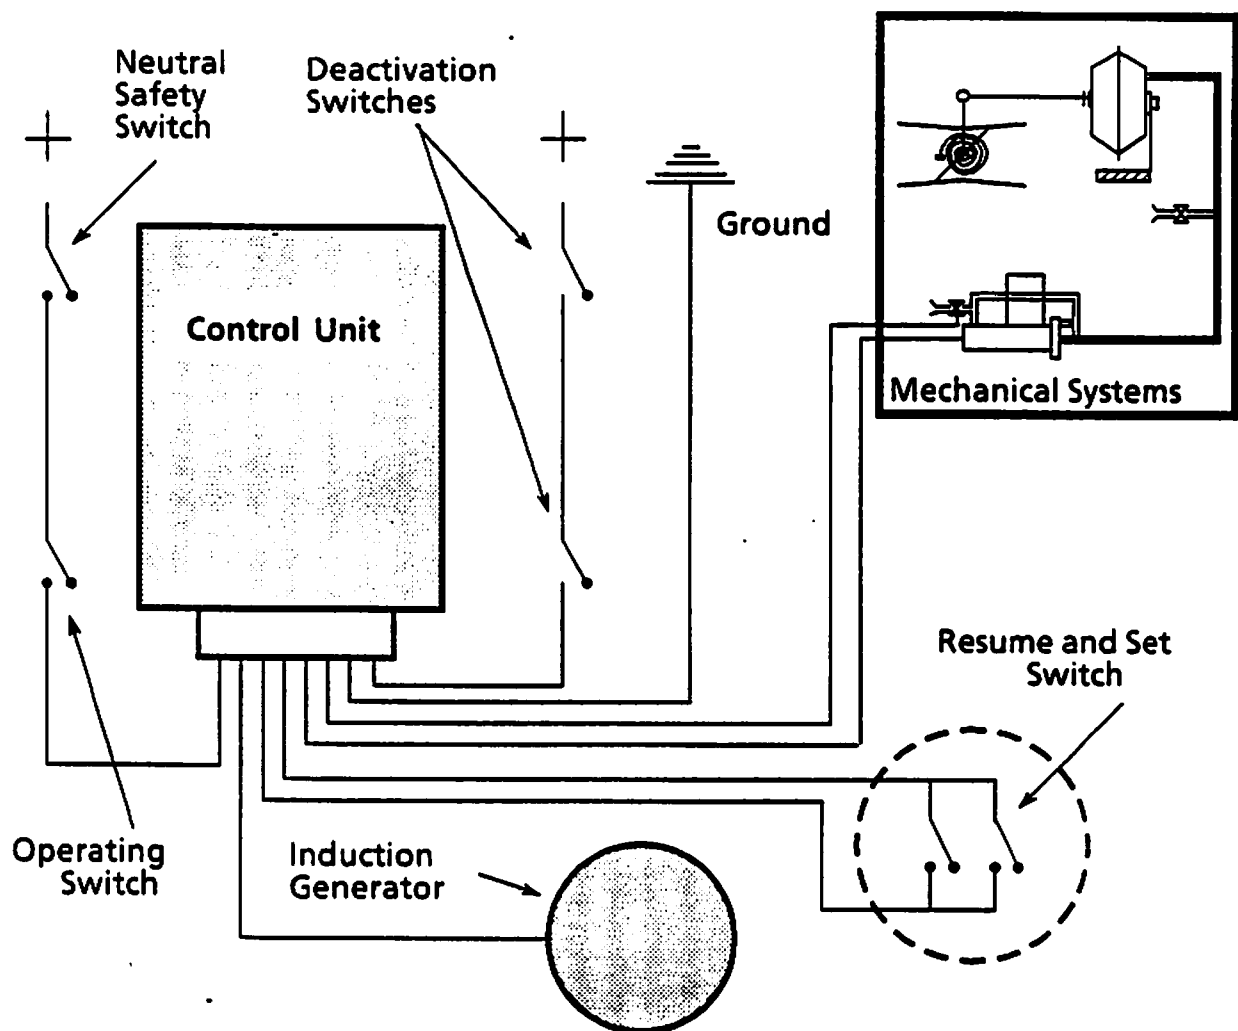 Neutral
Safety
Switch
Deactivation
Switches
Ground
Control Unit
Mechanical Systems
Resume and Set
Switch
Operating
Switch
Induction
Generator